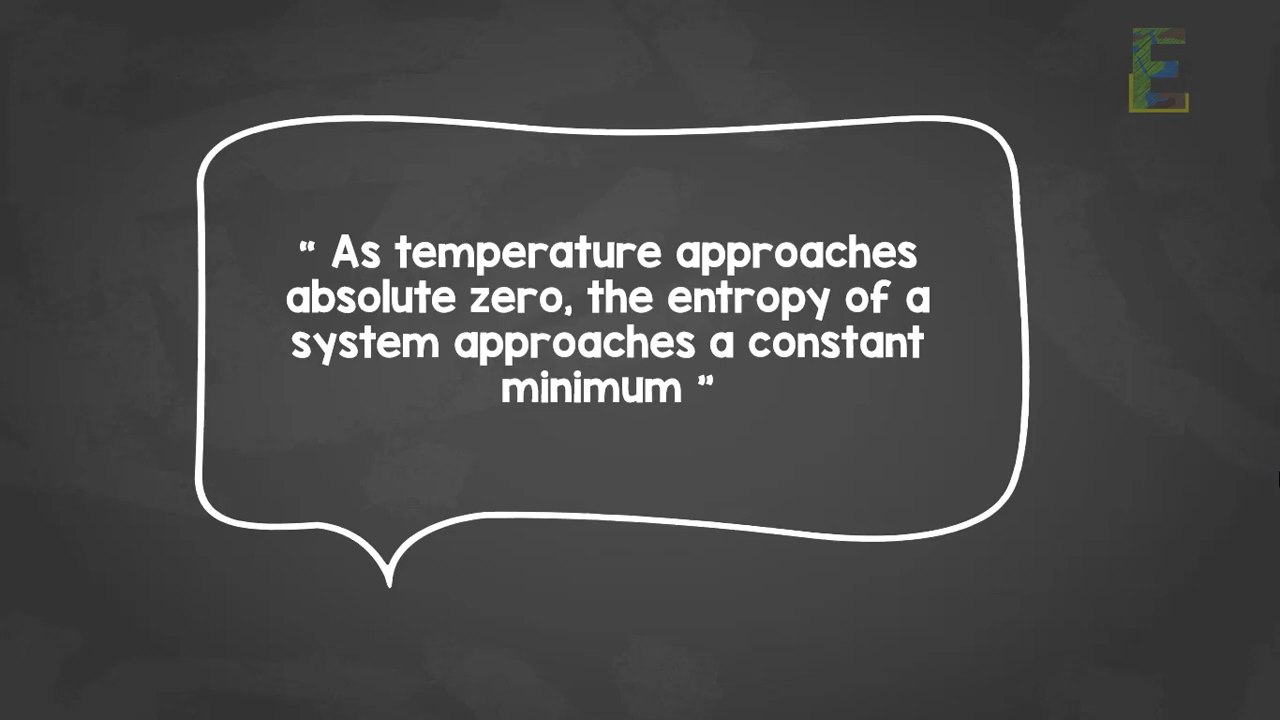 “ As temperature approaches
absolute zero, the entropy of a
system approaches a constant
minimum ”
E